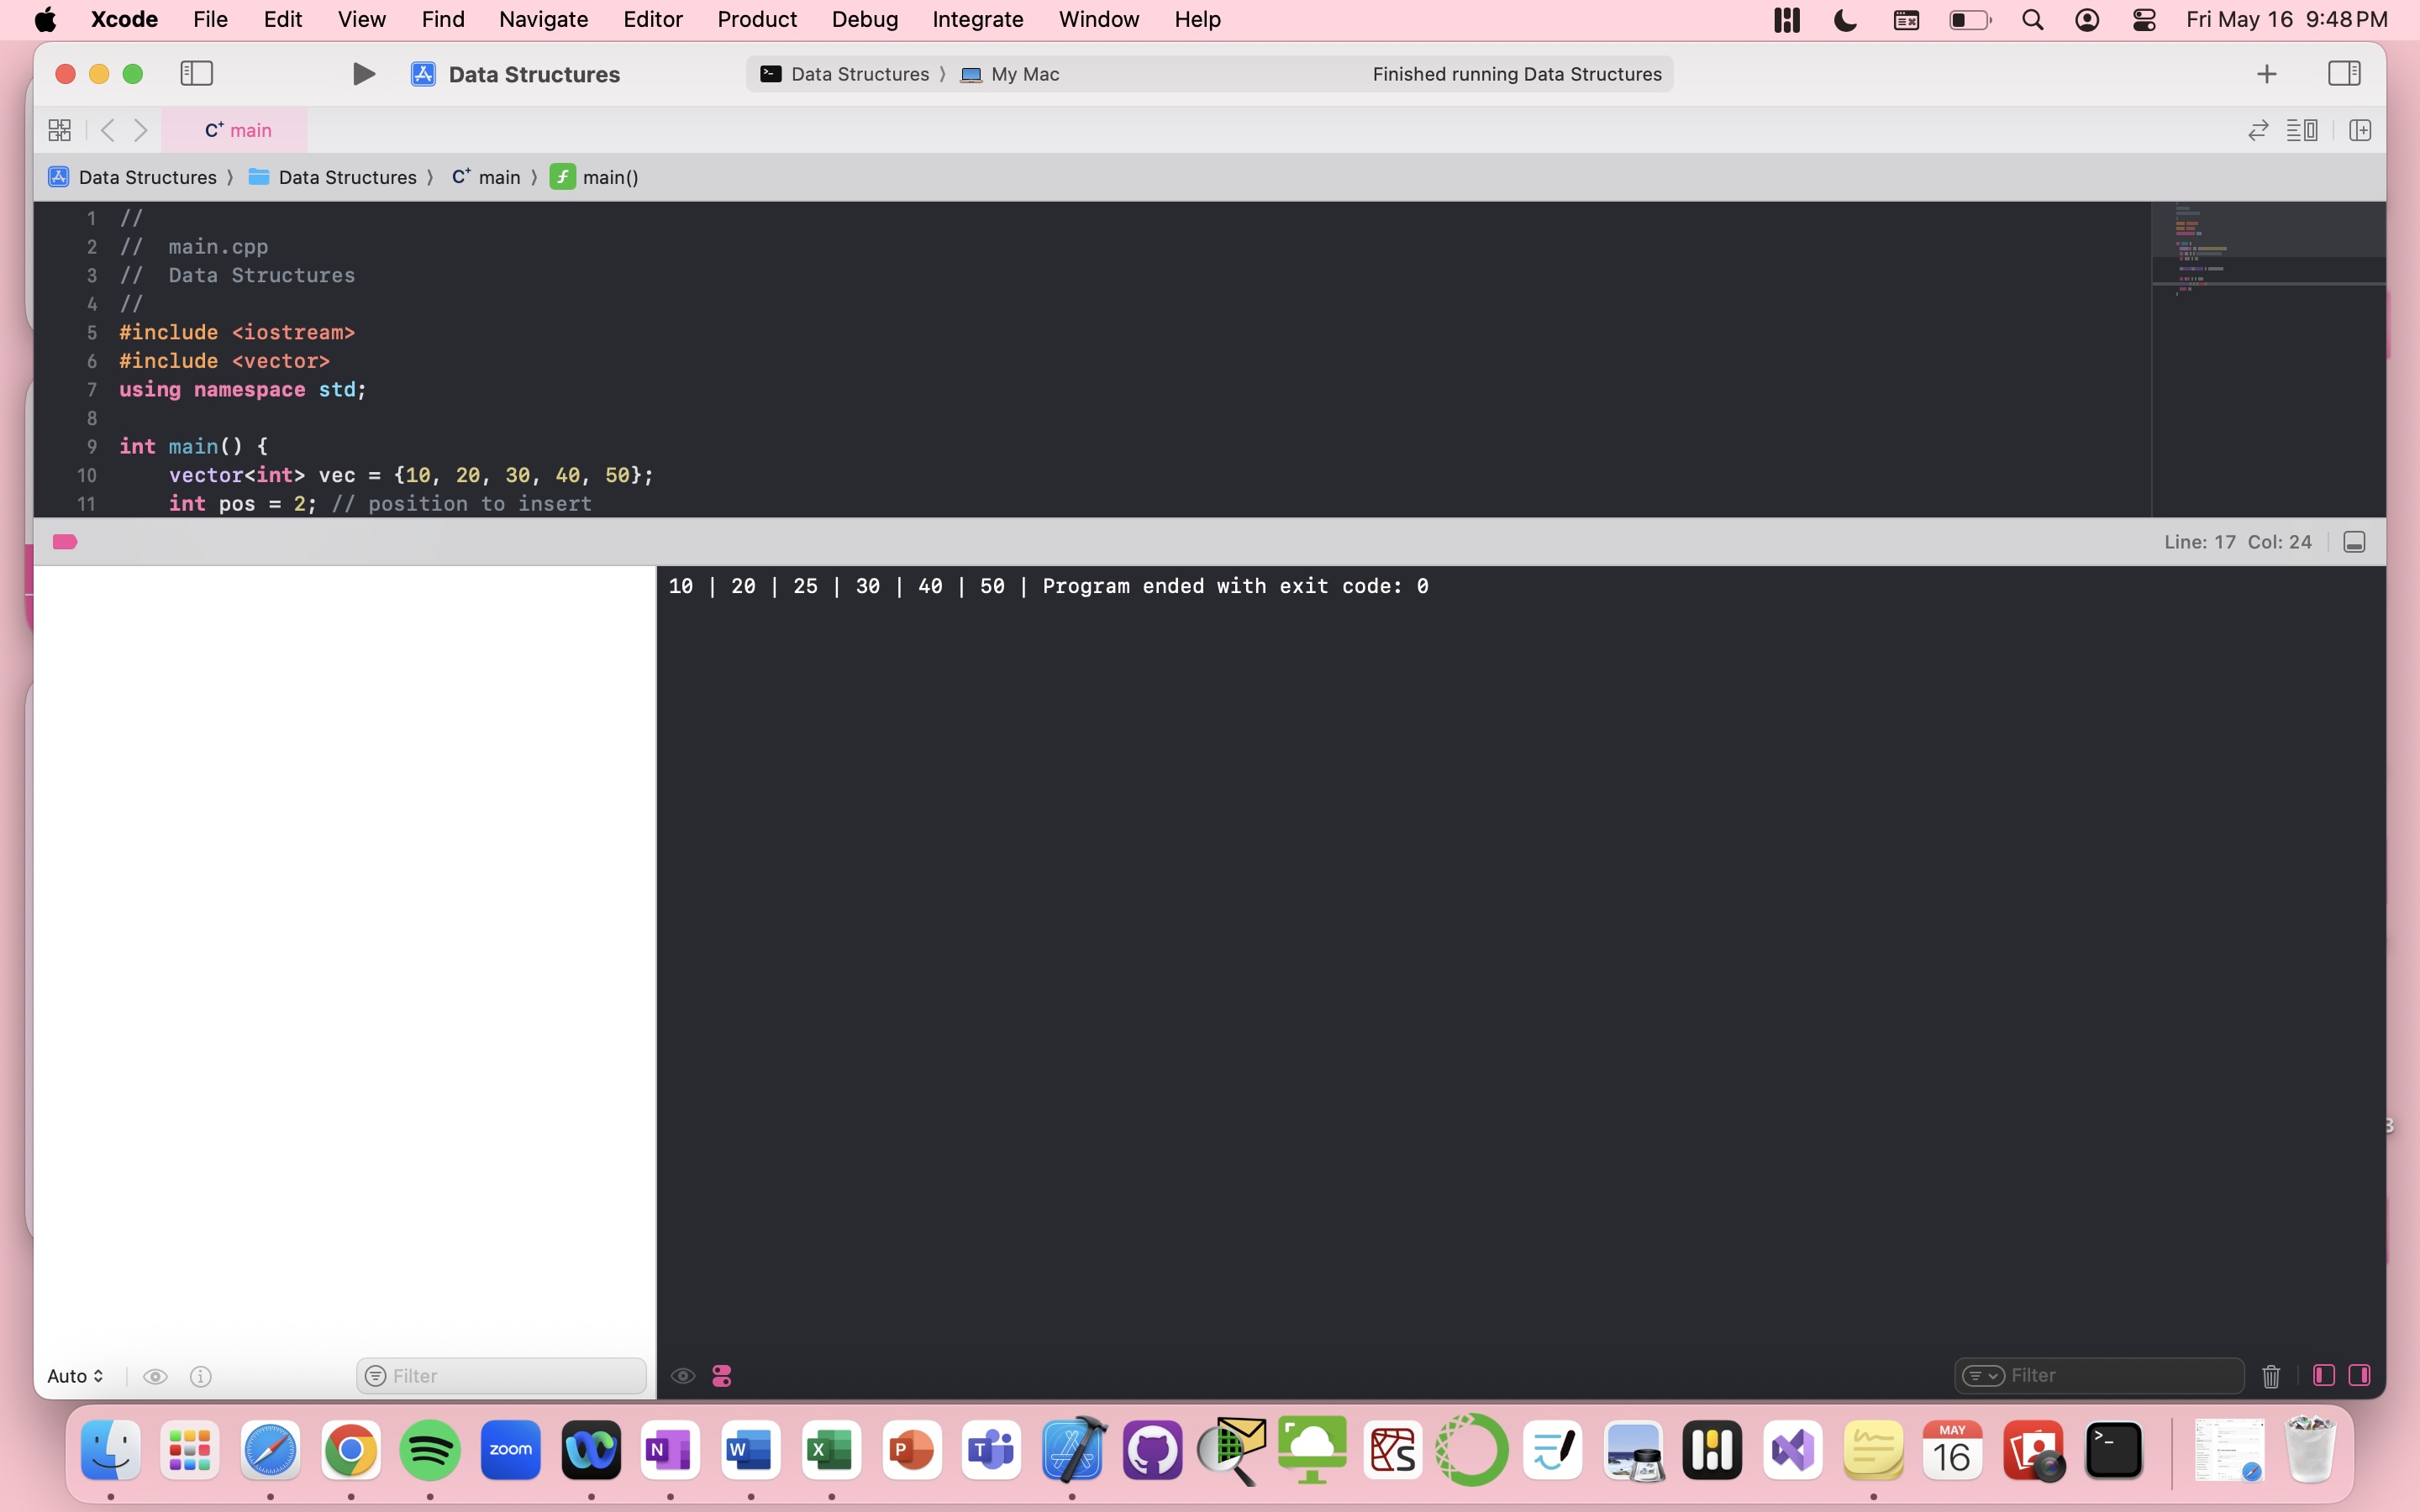 Xcode File Edit View Find Navigate Editor Product Debug Integrate Window Help Fri May 16 9:48 PM
Data Structures Data Structures My Mac Finished running Data Structures
C+ main
Data Structures Data Structures C+ main f main()
1 //
2 //  main.cpp
3 //  Data Structures
4 //
5 #include <iostream>
6 #include <vector>
7 using namespace std;
8
9 int main() {
10     vector<int> vec = {10, 20, 30, 40, 50};
11     int pos = 2; // position to insert
Line: 17 Col: 24
10 | 20 | 25 | 30 | 40 | 50 | Program ended with exit code: 0
3
Auto Filter Filter
zoom N W X P T S MAY
16